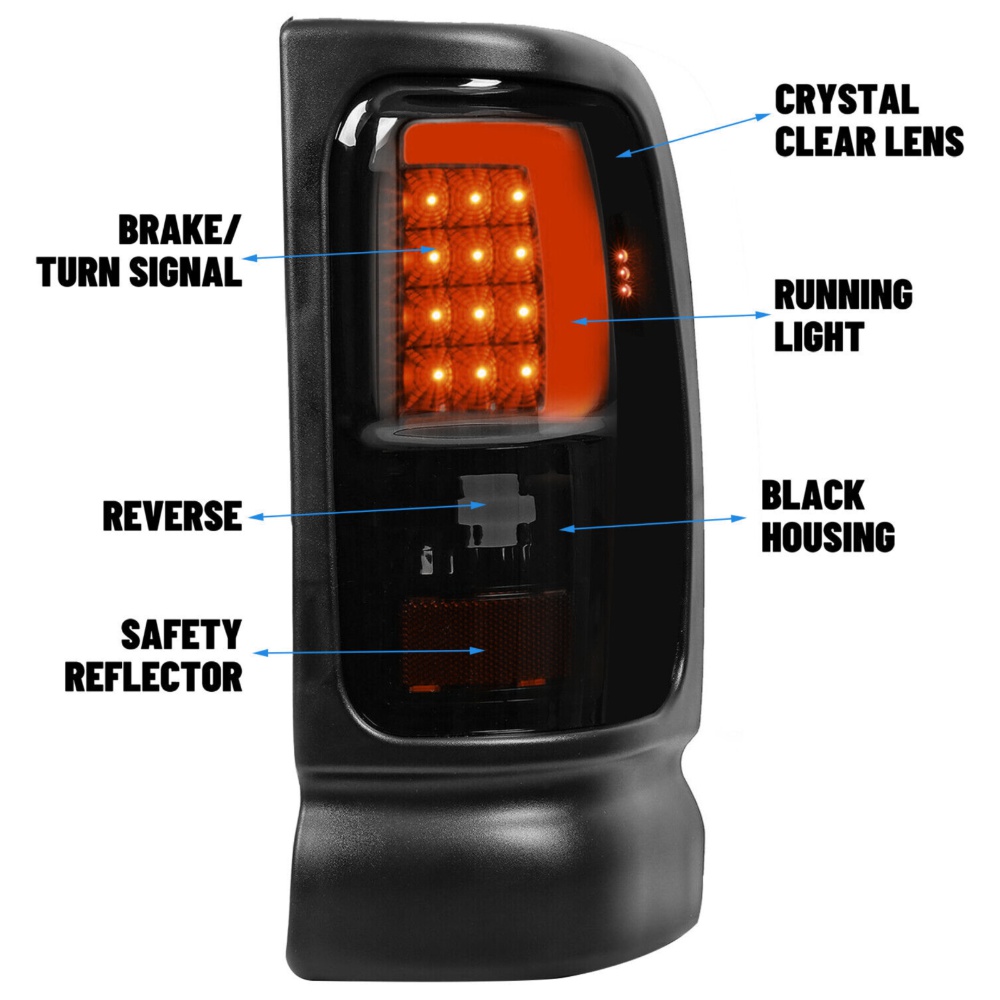 CRYSTAL
CLEAR LENS
BRAKE/
TURN SIGNAL
RUNNING
LIGHT
REVERSE
BLACK
HOUSING
SAFETY
REFLECTOR